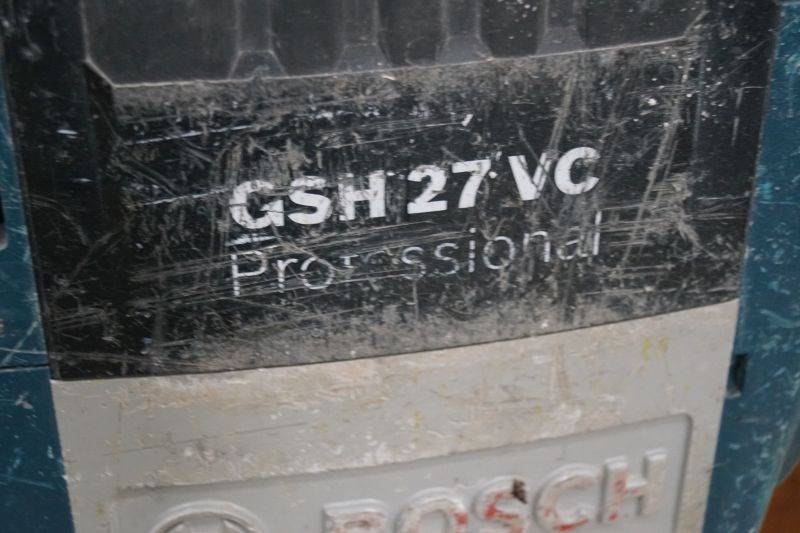 GSH 27 VC
Professional
BOSCH